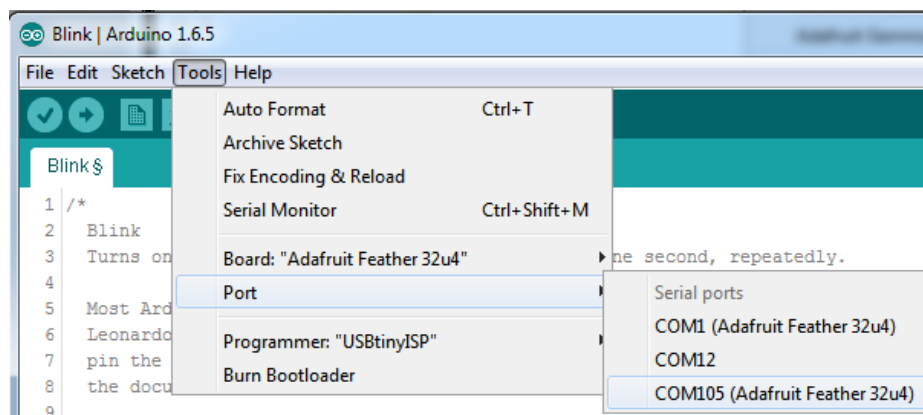 Blink | Arduino 1.6.5
File Edit Sketch Tools Help
Auto Format Ctrl+T
Archive Sketch
Fix Encoding & Reload
Serial Monitor Ctrl+Shift+M
Board: "Adafruit Feather 32u4"
Port
Programmer: "USBtinyISP"
Burn Bootloader
Serial ports
COM1 (Adafruit Feather 32u4)
COM12
COM105 (Adafruit Feather 32u4)
Blink §
1 /*
2 Blink
3 Turns on ne second, repeatedly.
4
5 Most Ard
6 Leonardo
7 pin the
8 the docu
9